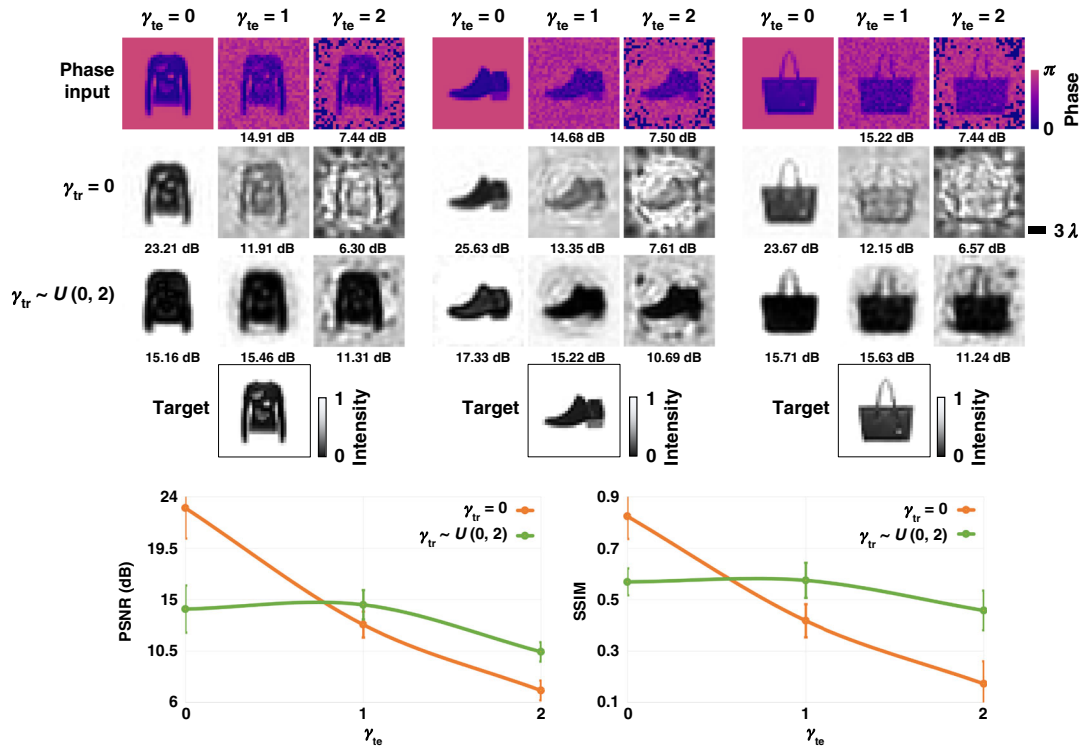 γte = 0 γte = 1 γte = 2 γte = 0 γte = 1 γte = 2 γte = 0 γte = 1 γte = 2
Phase input
π
0
Phase
14.91 dB 7.44 dB 14.68 dB 7.50 dB 15.22 dB 7.44 dB
γtr = 0
3 λ
23.21 dB 11.91 dB 6.30 dB 25.63 dB 13.35 dB 7.61 dB 23.67 dB 12.15 dB 6.57 dB
γtr ~ U (0, 2)
15.16 dB 15.46 dB 11.31 dB 17.33 dB 15.22 dB 10.69 dB 15.71 dB 15.63 dB 11.24 dB
Target 1 0 Intensity Target 1 0 Intensity Target 1 0 Intensity
24
19.5
15
10.5
6
PSNR (dB)
γtr = 0
γtr ~ U (0, 2)
0 1 2
γte
0.9
0.7
0.5
0.3
0.1
SSIM
γtr = 0
γtr ~ U (0, 2)
0 1 2
γte